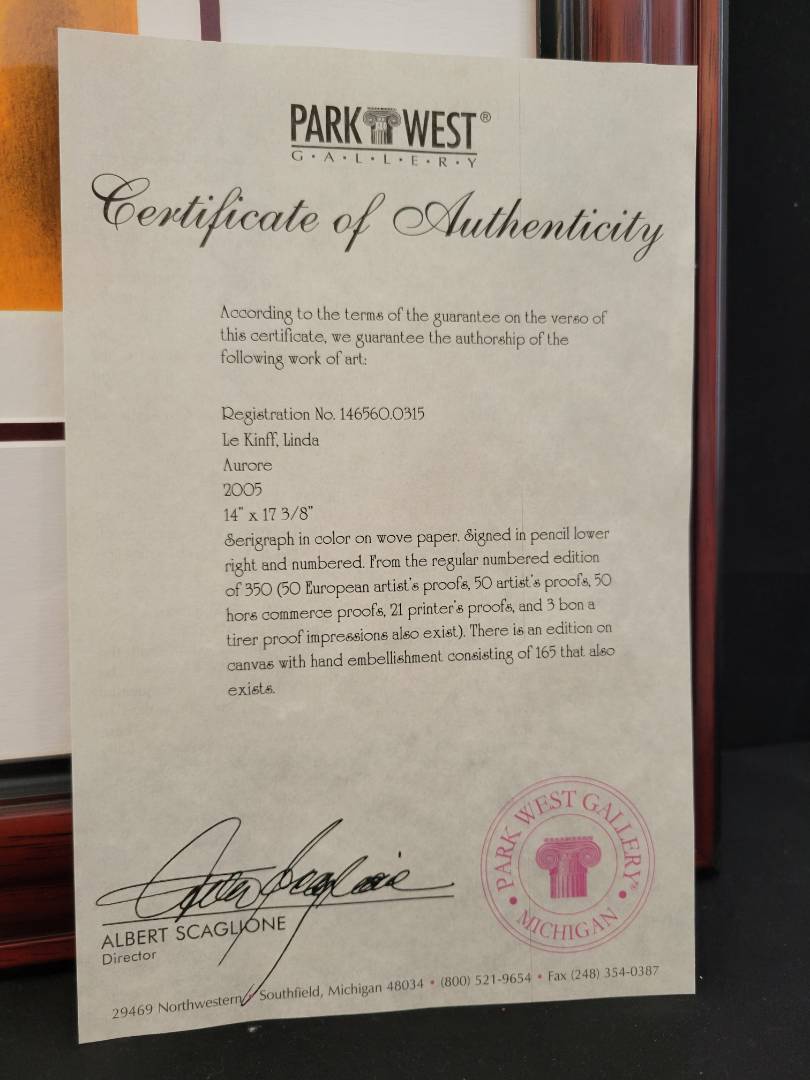 PARK WEST®
G·A·L·L·E·R·Y
Certificate of Authenticity
According to the terms of the guarantee on the verso of
this certificate, we guarantee the authorship of the
following work of art:
Registration No. 146560.0315
Le Kinff, Linda
Aurore
2005
14" x 17 3/8"
Serigraph in color on wove paper. Signed in pencil lower
right and numbered. From the regular numbered edition
of 350 (50 European artist's proofs, 50 artist's proofs, 50
hors commerce proofs, 21 printer's proofs, and 3 bon a
tirer proof impressions also exist). There is an edition on
canvas with hand embellishment consisting of 165 that also
exists.
PARK WEST GALLERY
• MICHIGAN •
ALBERT SCAGLIONE
Director
29469 Northwestern • Southfield, Michigan 48034 • (800) 521-9654 • Fax (248) 354-0387